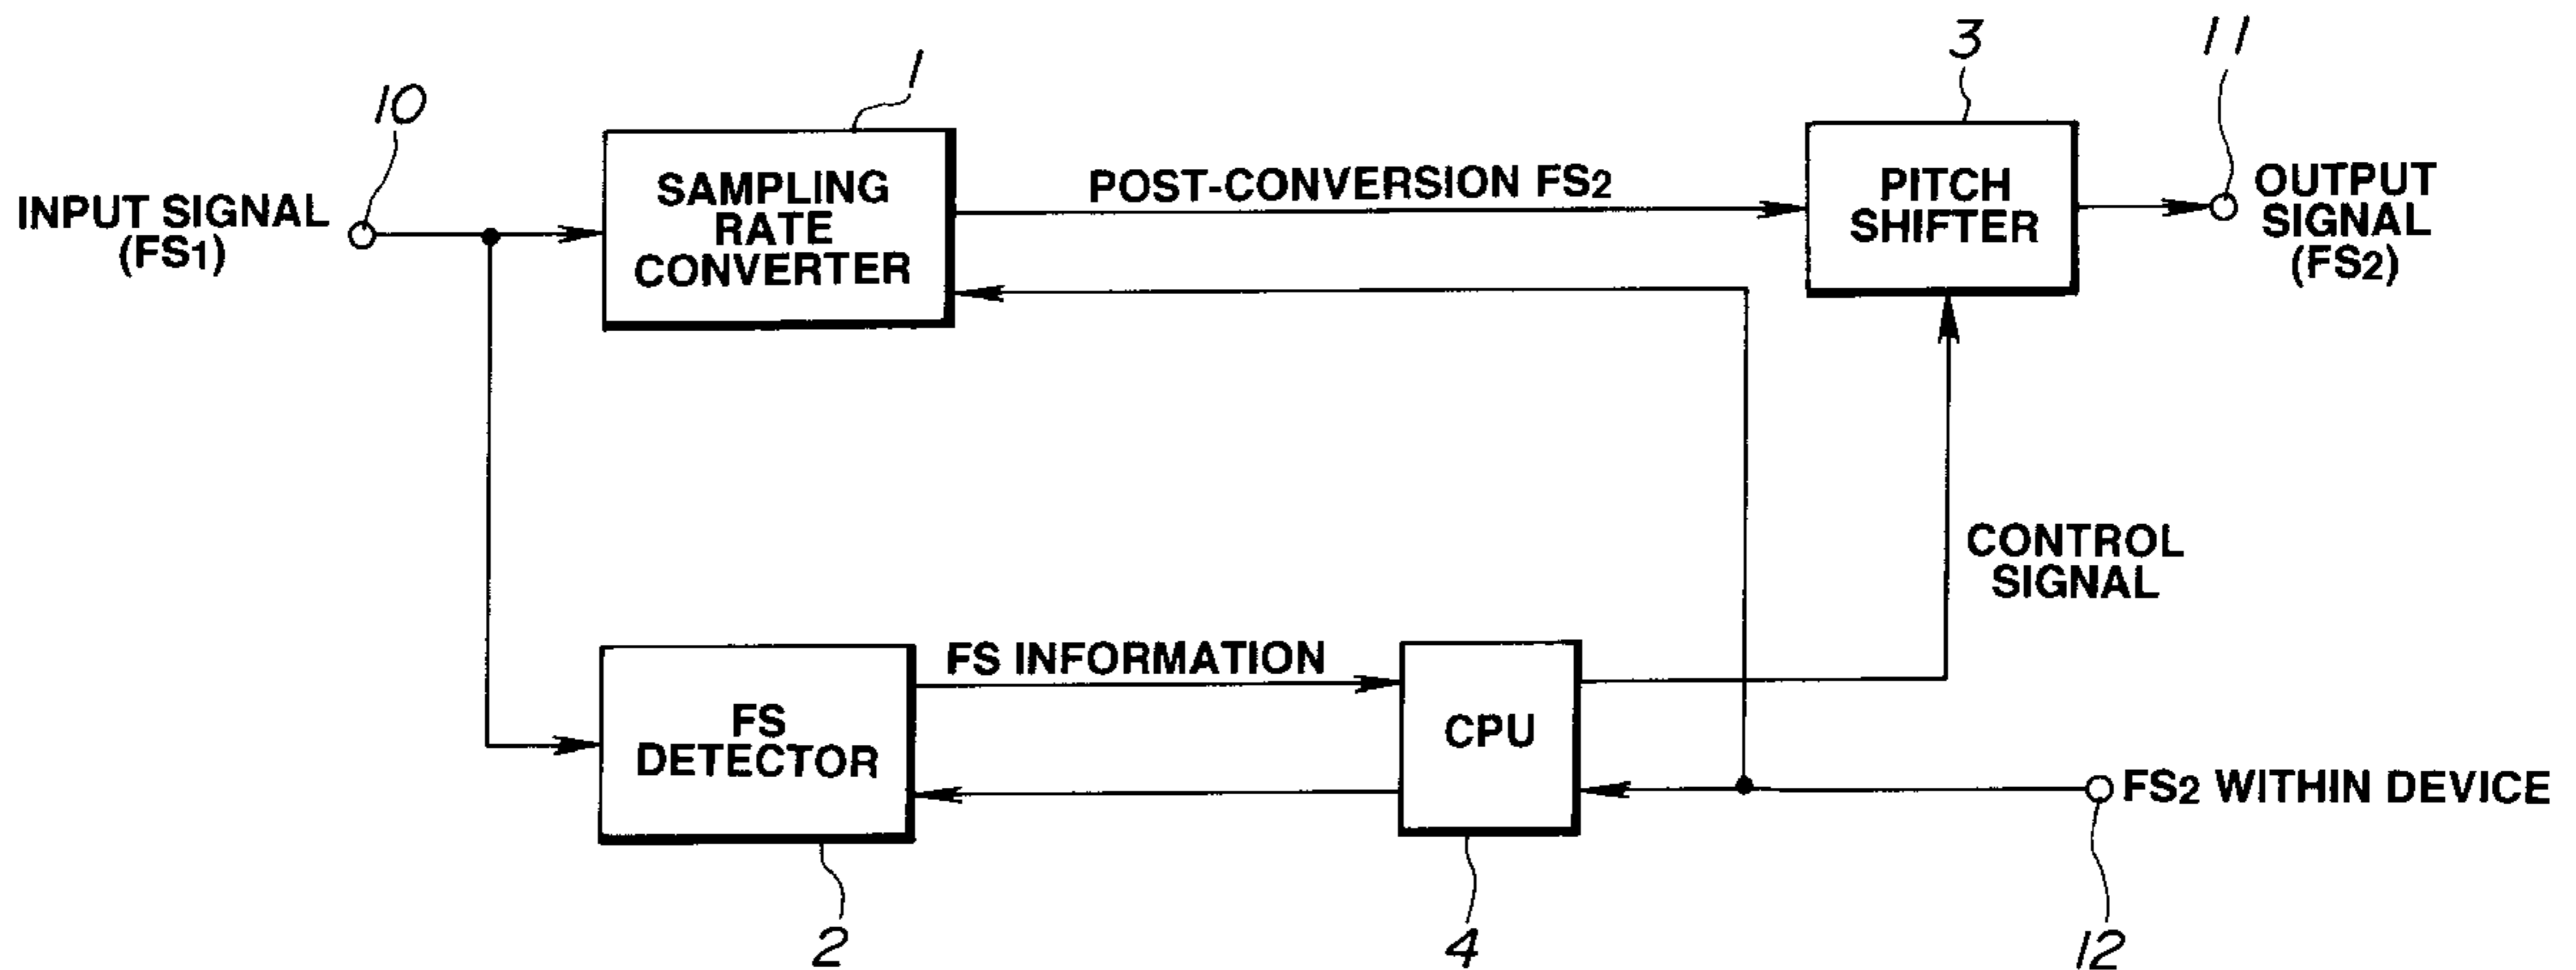 10
1
3
11
INPUT SIGNAL
(FS1)
SAMPLING
RATE
CONVERTER
POST-CONVERSION FS2
PITCH
SHIFTER
OUTPUT
SIGNAL
(FS2)
CONTROL
SIGNAL
FS INFORMATION
FS
DETECTOR
CPU
FS2 WITHIN DEVICE
2
4
12